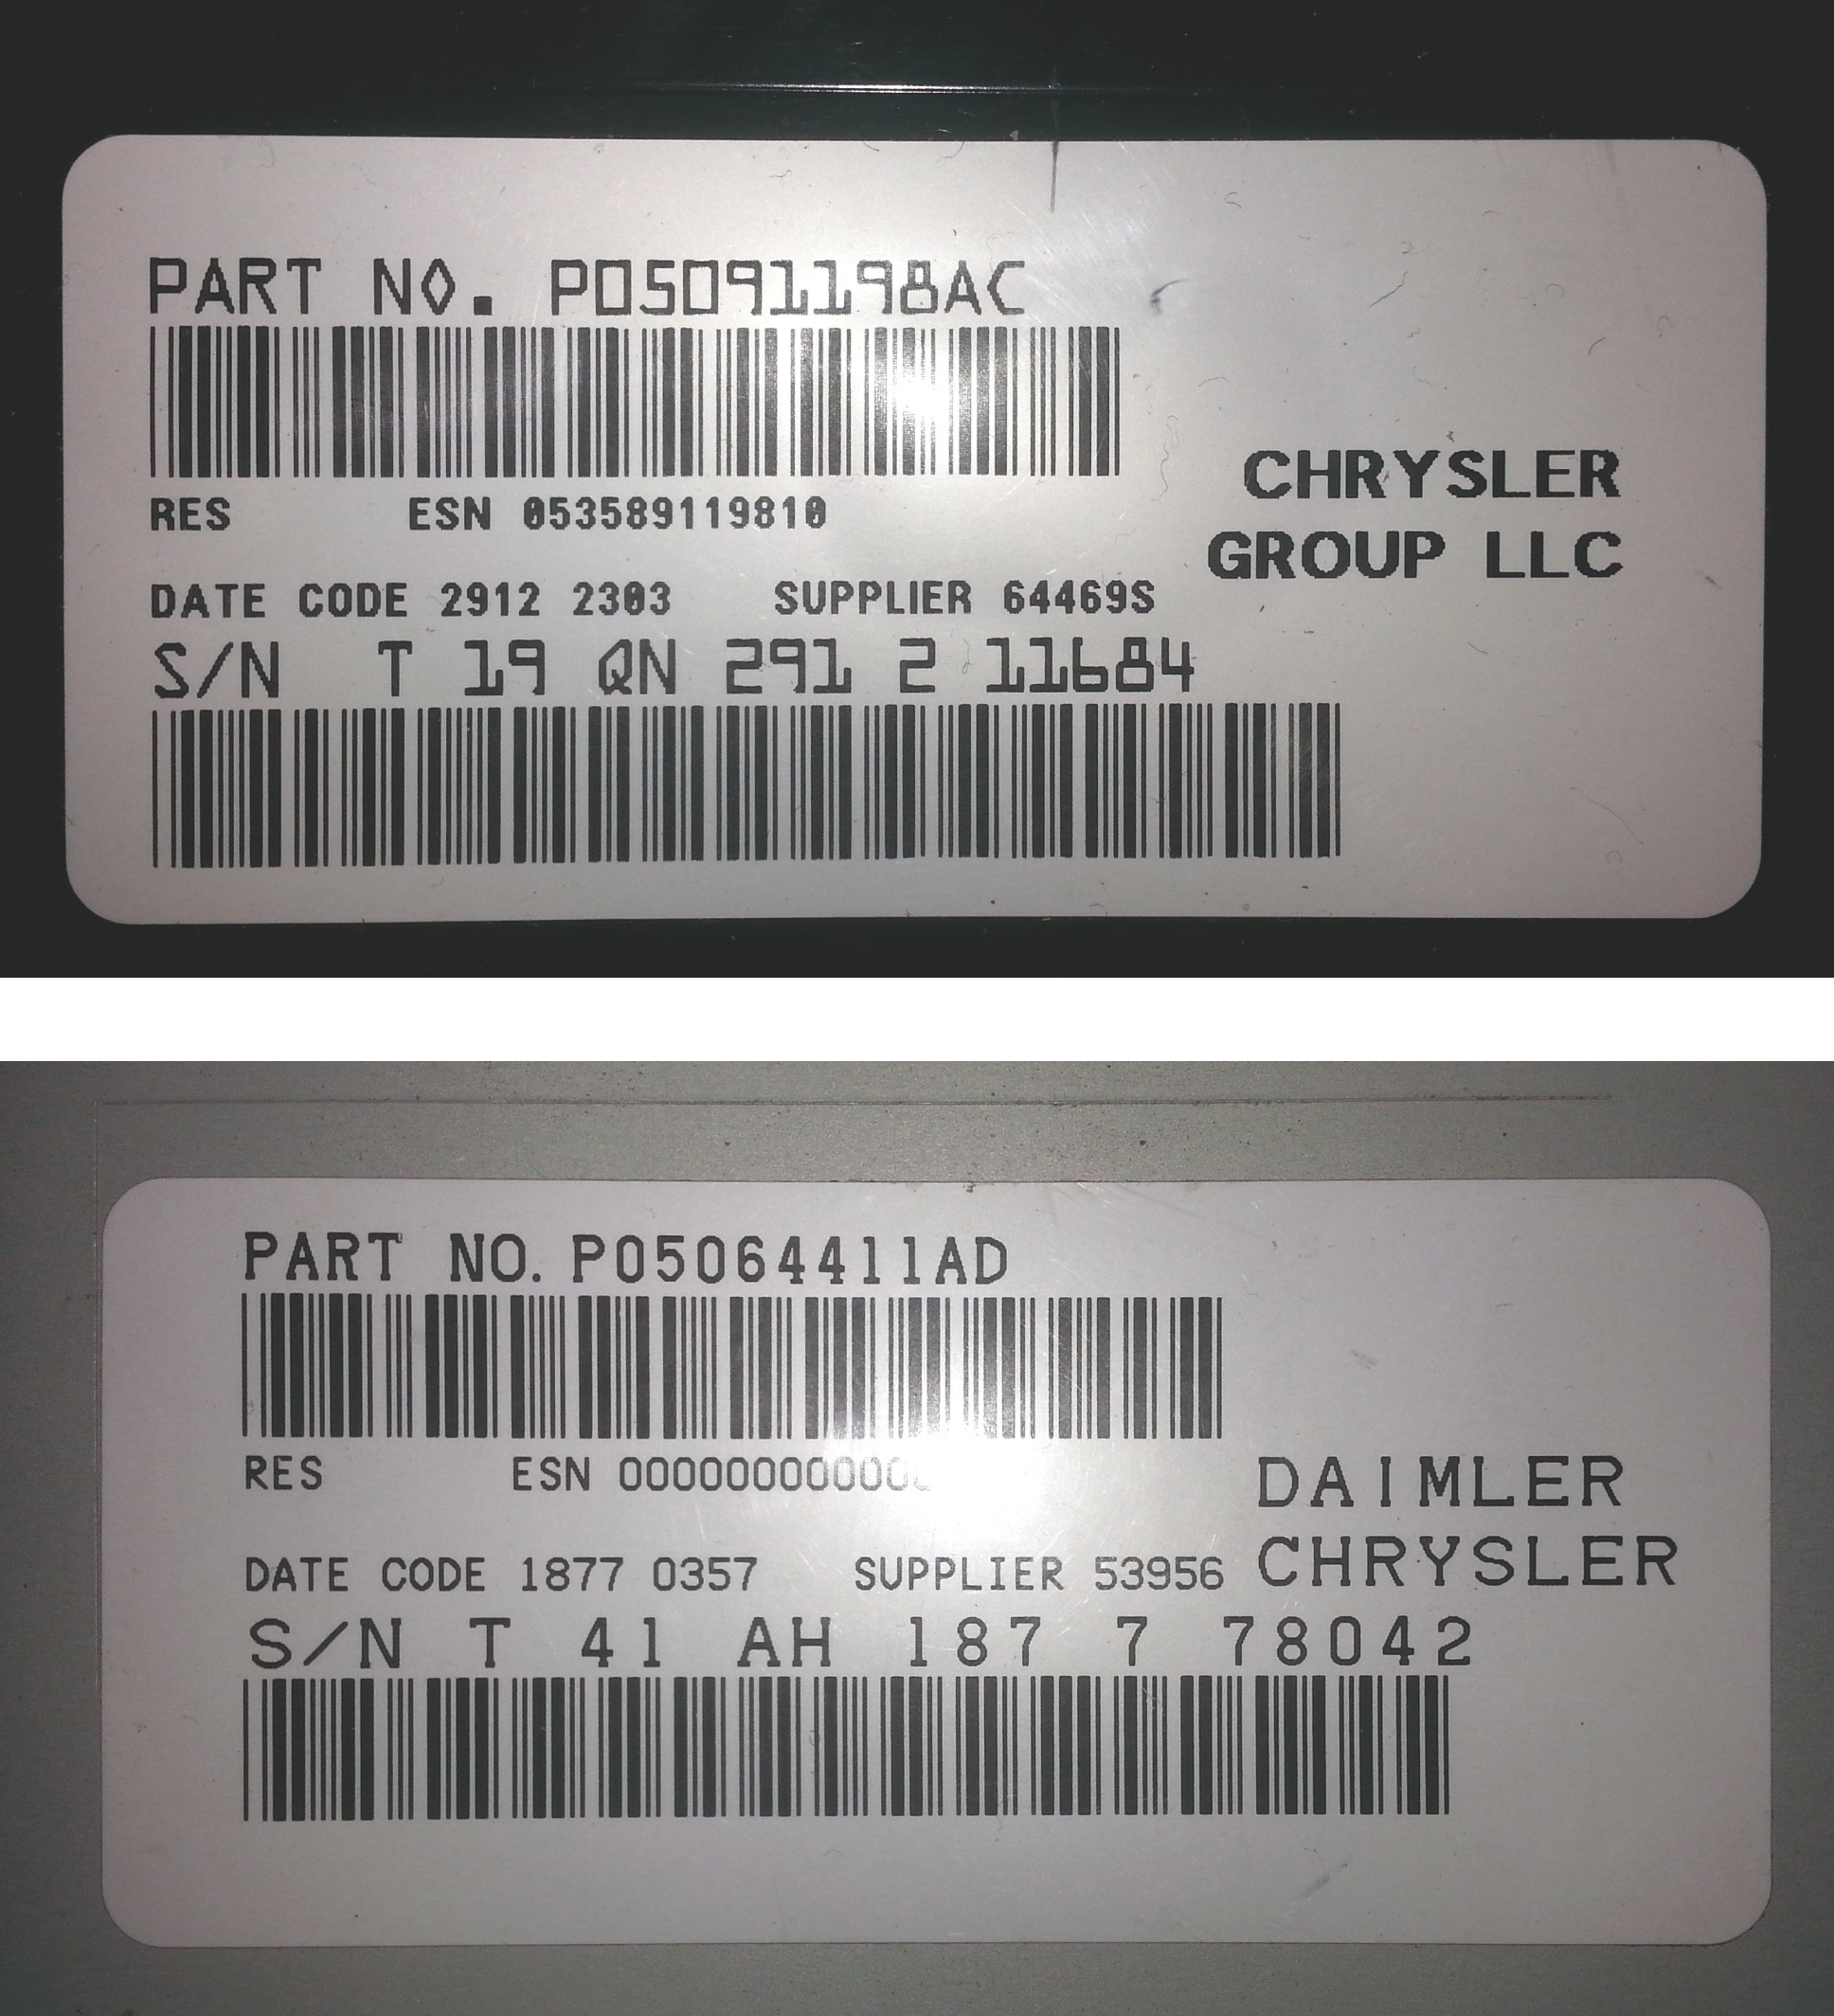 PART NO. P05091198AC
RES ESN 053589119810
CHRYSLER
GROUP LLC
DATE CODE 2912 2303 SUPPLIER 64469S
S/N T 19 QN 291 2 11684
PART NO. P05064411AD
RES ESN
DAIMLER
CHRYSLER
DATE CODE 1877 0357 SUPPLIER 53956
S/N T 41 AH 187 7 78042